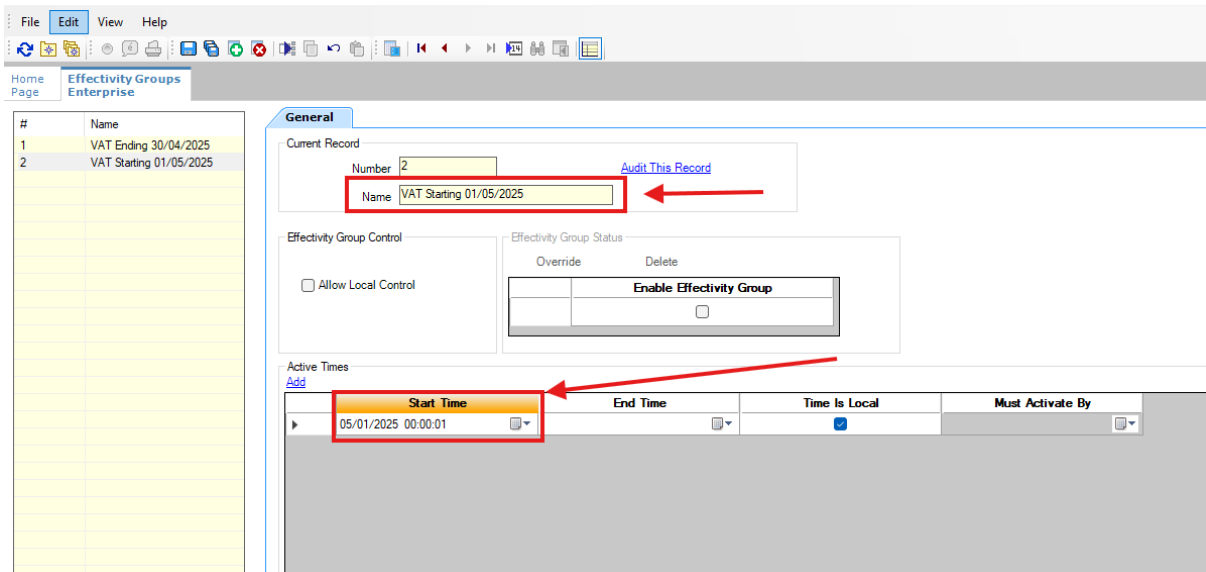 File Edit View Help
Home Page
Effectivity Groups Enterprise
# Name
1 VAT Ending 30/04/2025
2 VAT Starting 01/05/2025
General
Current Record
Number 2 Audit This Record
Name VAT Starting 01/05/2025
Effectivity Group Control
Allow Local Control
Effectivity Group Status
Override Delete
Enable Effectivity Group
Active Times
Add
Start Time End Time Time Is Local Must Activate By
05/01/2025 00:00:01